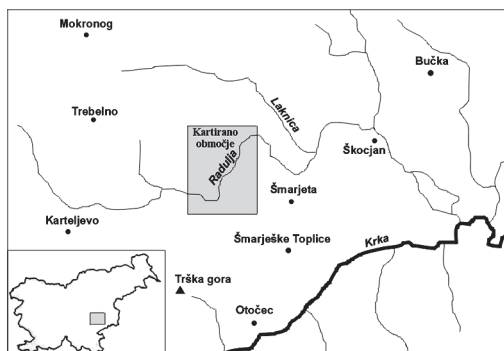 Mokronog
Bučka
Laknica
Trebelno
Kartirano
območje
Radulja
Škocjan
Šmarjeta
Karteljevo
Šmarješke Toplice
Krka
Trška gora
Otočec